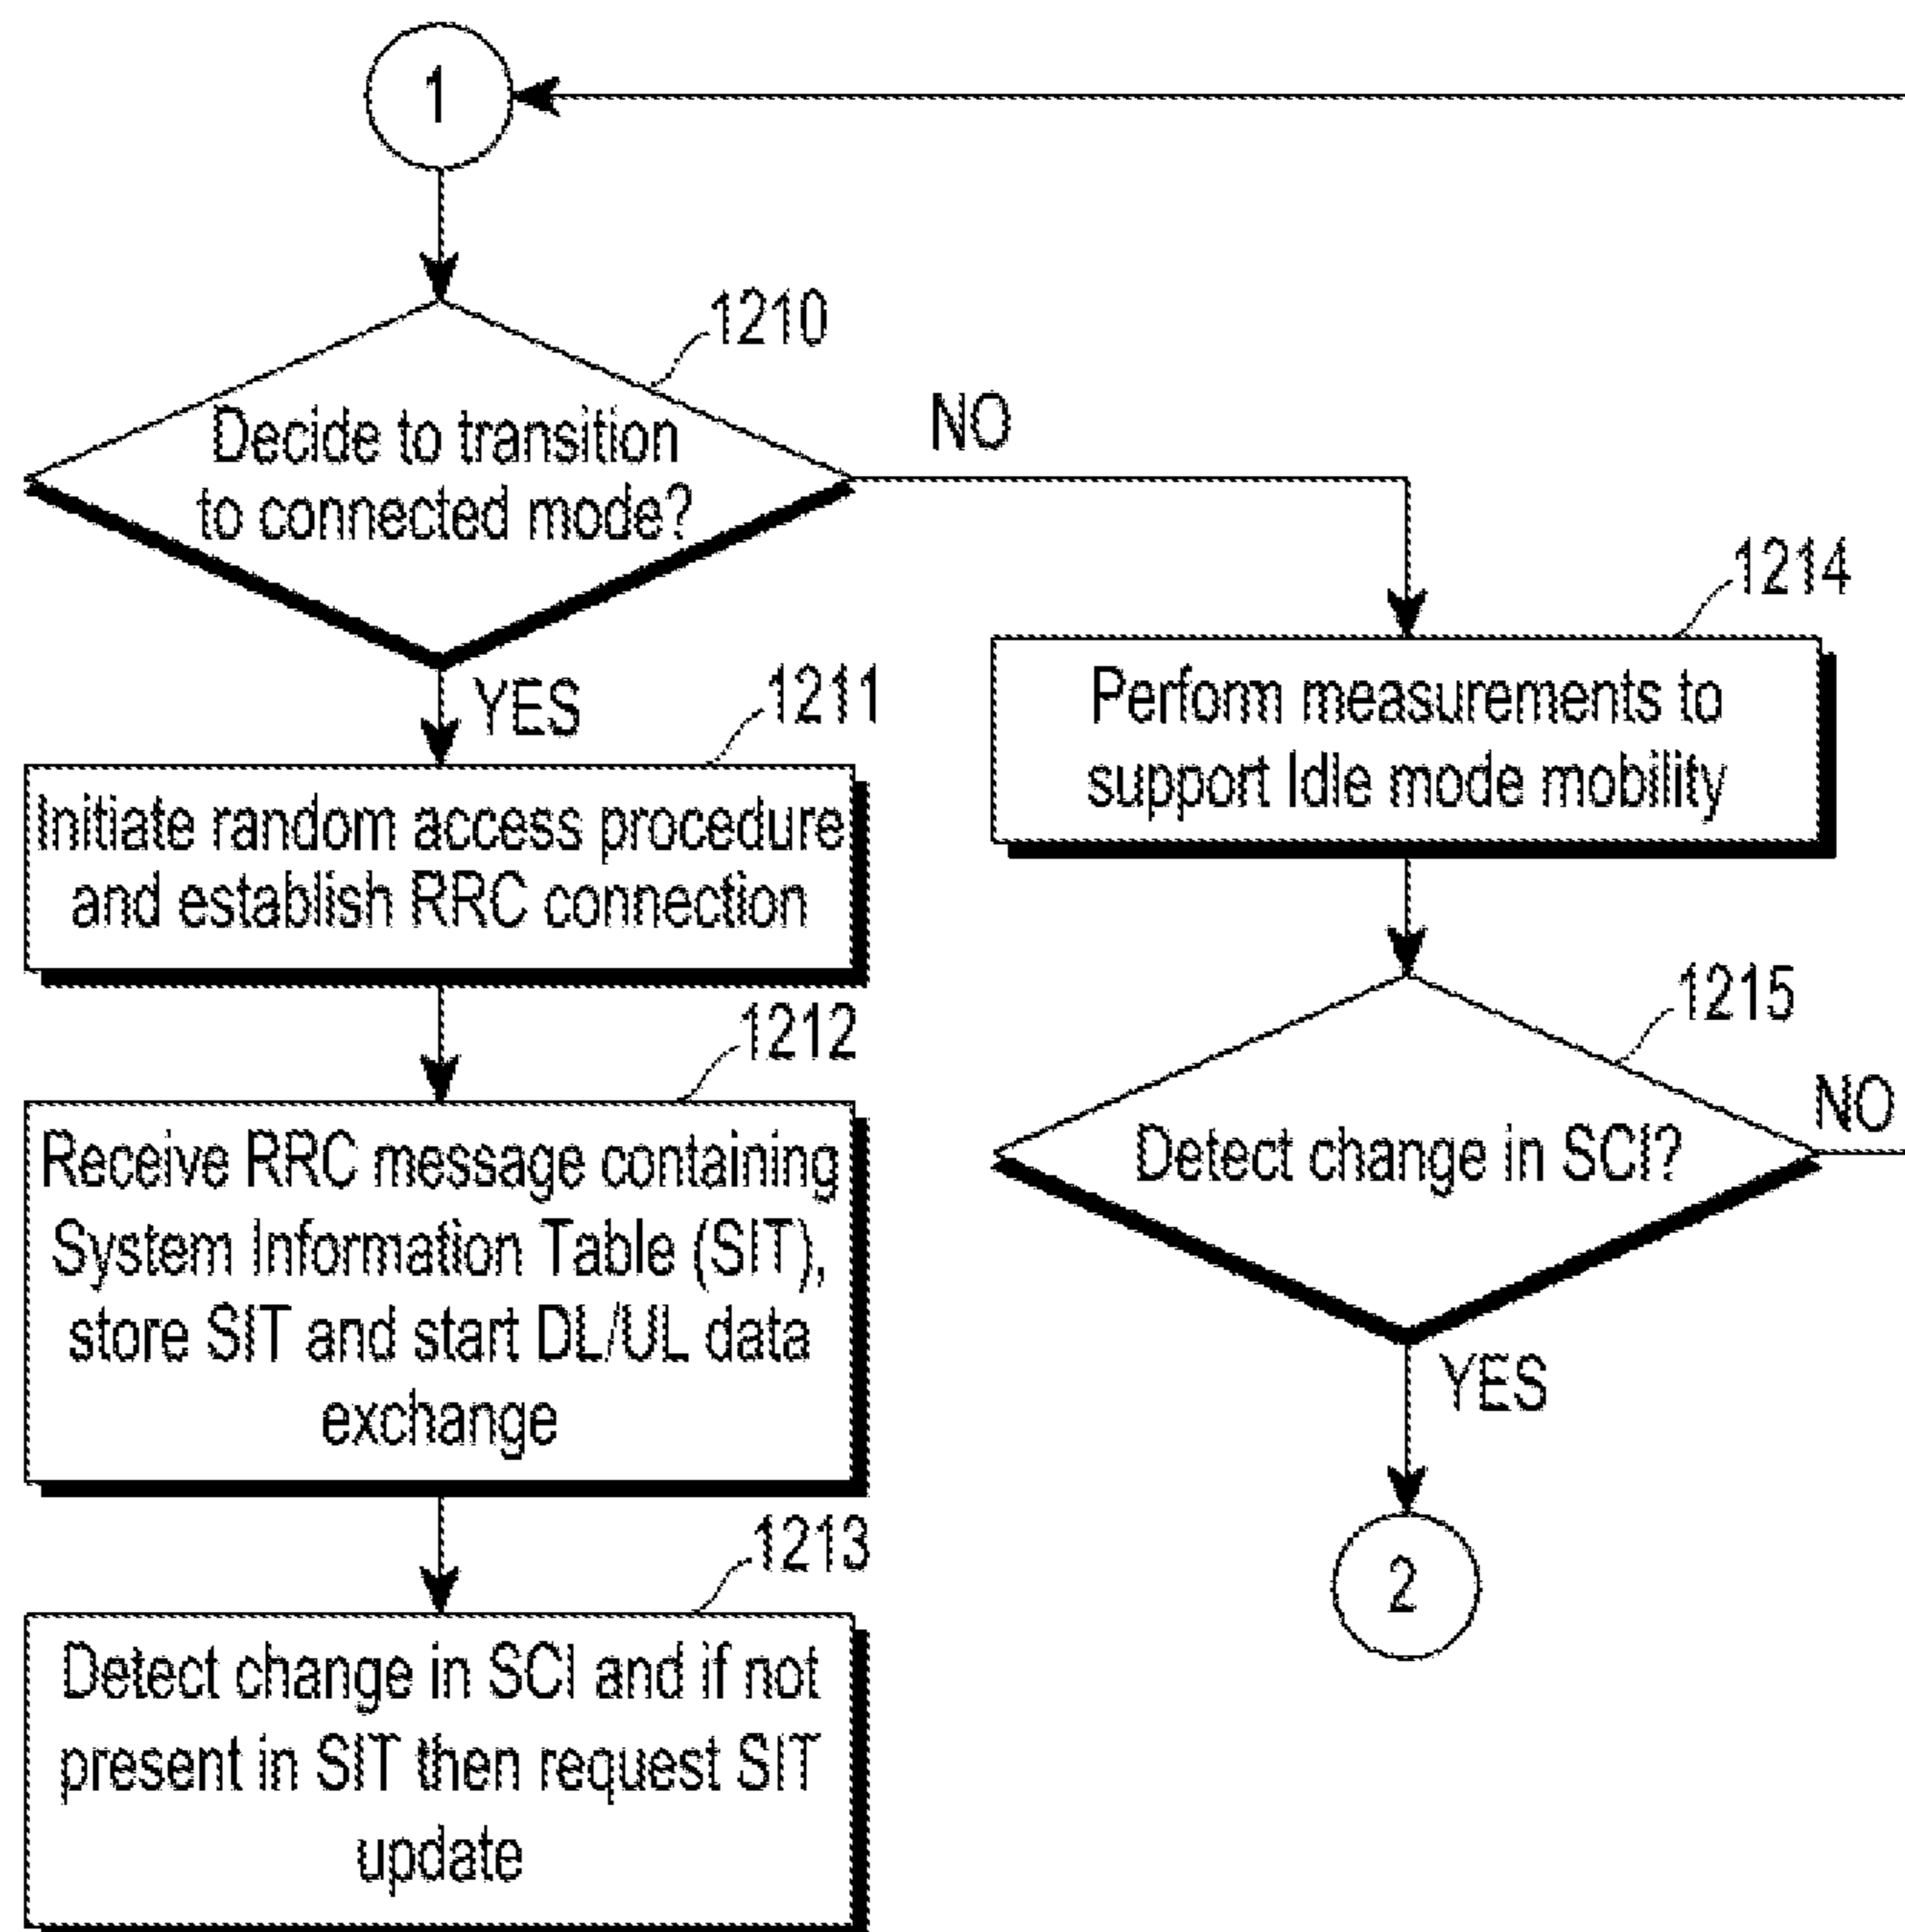 1
1210
Decide to transition
to connected mode?
NO
YES
1211
Initiate random access procedure
and establish RRC connection
1212
Receive RRC message containing
System Information Table (SIT),
store SIT and start DL/UL data
exchange
1213
Detect change in SCI and if not
present in SIT then request SIT
update
1214
Perform measurements to
support Idle mode mobility
1215
Detect change in SCI?
NO
YES
2